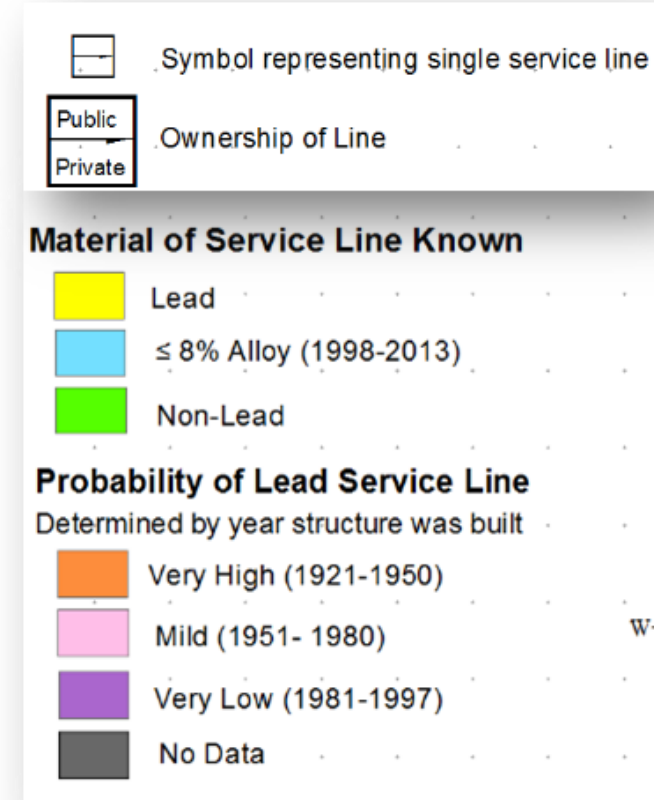 Symbol representing single service line
Public
Private
Ownership of Line
Material of Service Line Known
Lead
≤ 8% Alloy (1998-2013)
Non-Lead
Probability of Lead Service Line
Determined by year structure was built
Very High (1921-1950)
Mild (1951- 1980)
W
Very Low (1981-1997)
No Data